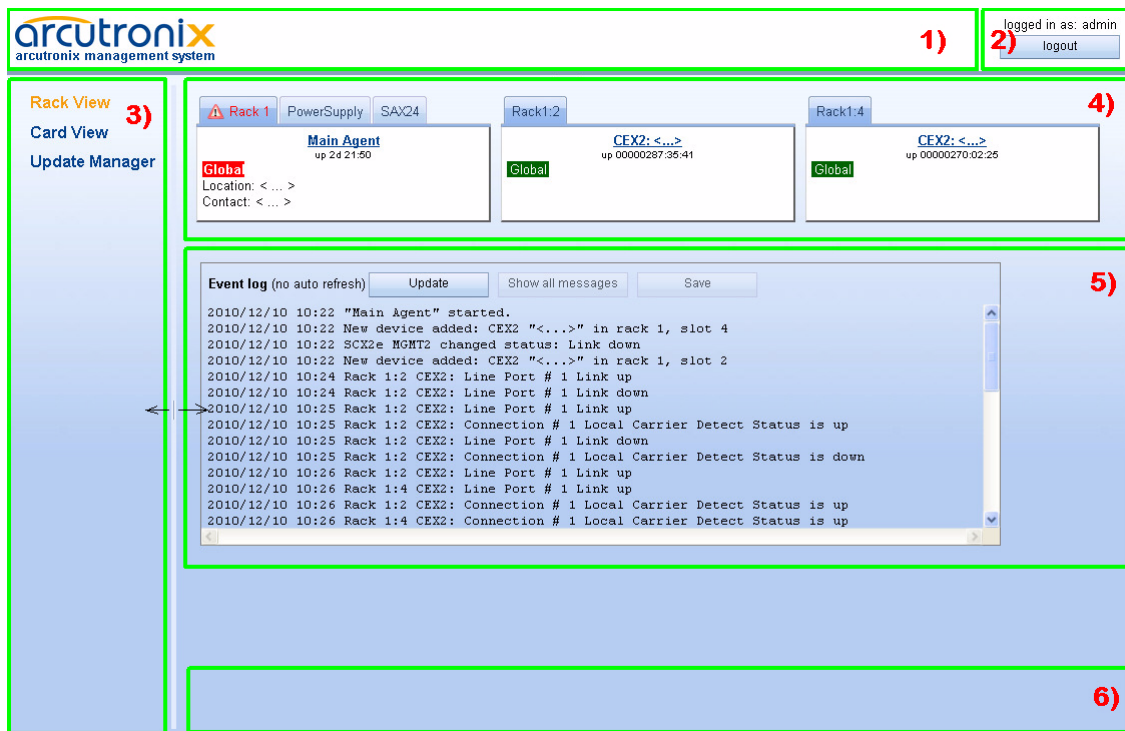 arcutronix
arcutronix management system
1)
logged in as: admin
2)
logout
Rack View
3)
Card View
Update Manager
4)
Rack 1 PowerSupply SAX24
Main Agent
up 2d 21:50
Global
Location: < ... >
Contact: < ... >
Rack1:2
CEX2: <...>
up 00000287:35:41
Global
Rack1:4
CEX2: <...>
up 00000270:02:25
Global
5)
Event log (no auto refresh) Update Show all messages Save
2010/12/10 10:22 "Main Agent" started.
2010/12/10 10:22 New device added: CEX2 "<...>" in rack 1, slot 4
2010/12/10 10:22 SCX2e MGMT2 changed status: Link down
2010/12/10 10:22 New device added: CEX2 "<...>" in rack 1, slot 2
2010/12/10 10:24 Rack 1:2 CEX2: Line Port # 1 Link up
2010/12/10 10:24 Rack 1:2 CEX2: Line Port # 1 Link down
2010/12/10 10:25 Rack 1:2 CEX2: Line Port # 1 Link up
2010/12/10 10:25 Rack 1:2 CEX2: Connection # 1 Local Carrier Detect Status is up
2010/12/10 10:25 Rack 1:2 CEX2: Line Port # 1 Link down
2010/12/10 10:25 Rack 1:2 CEX2: Connection # 1 Local Carrier Detect Status is down
2010/12/10 10:26 Rack 1:2 CEX2: Line Port # 1 Link up
2010/12/10 10:26 Rack 1:4 CEX2: Line Port # 1 Link up
2010/12/10 10:26 Rack 1:2 CEX2: Connection # 1 Local Carrier Detect Status is up
2010/12/10 10:26 Rack 1:4 CEX2: Connection # 1 Local Carrier Detect Status is up
6)